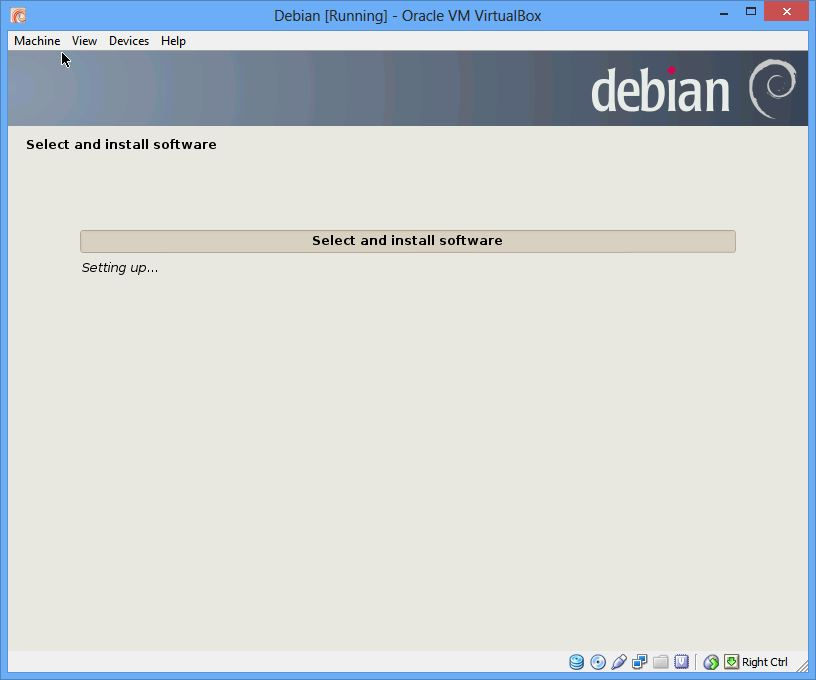 Debian [Running] - Oracle VM VirtualBox
Machine View Devices Help
debian
Select and install software
Select and install software
Setting up...
Right Ctrl